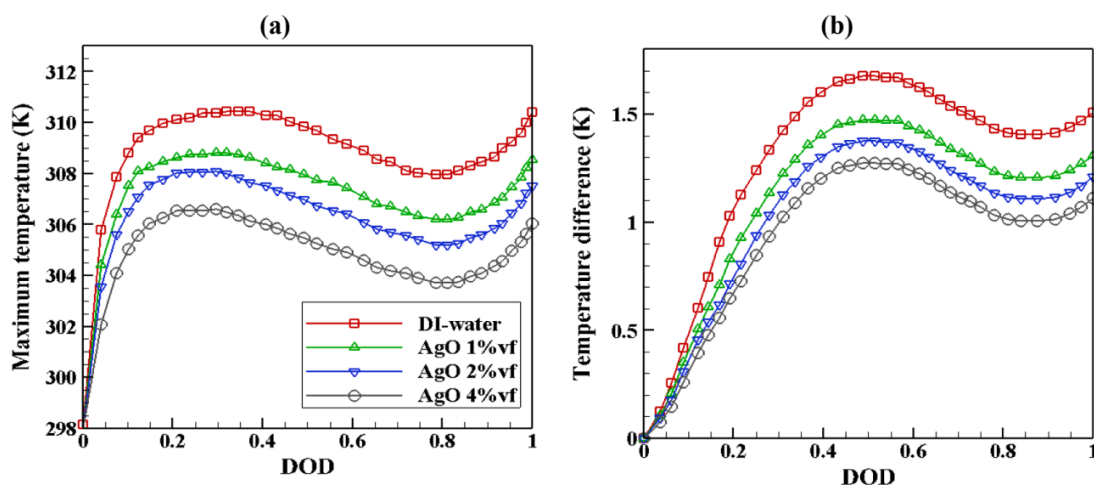 (a)
Maximum temperature (K)
312
310
308
306
304
302
300
298
0
0.2
0.4
0.6
0.8
1
DOD
DI-water
AgO 1%vf
AgO 2%vf
AgO 4%vf
(b)
Temperature difference (K)
1.5
1
0.5
0
0
0.2
0.4
0.6
0.8
1
DOD